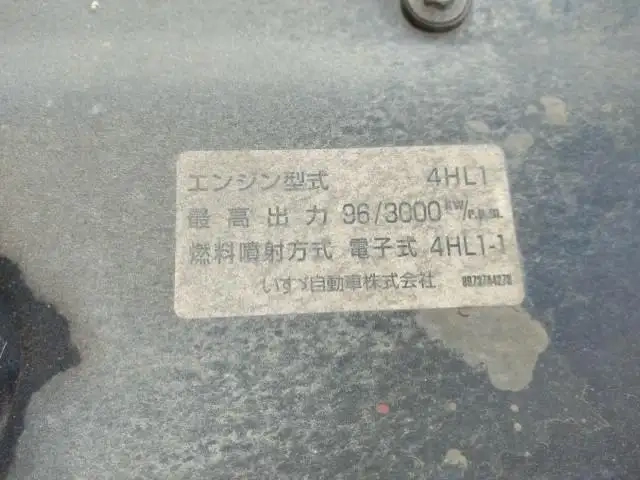 エンジン型式 4HL1
最高出力 96/3000 kW/r.p.m.
燃料噴射方式 電子式 4HL1-1
いすゞ自動車株式会社